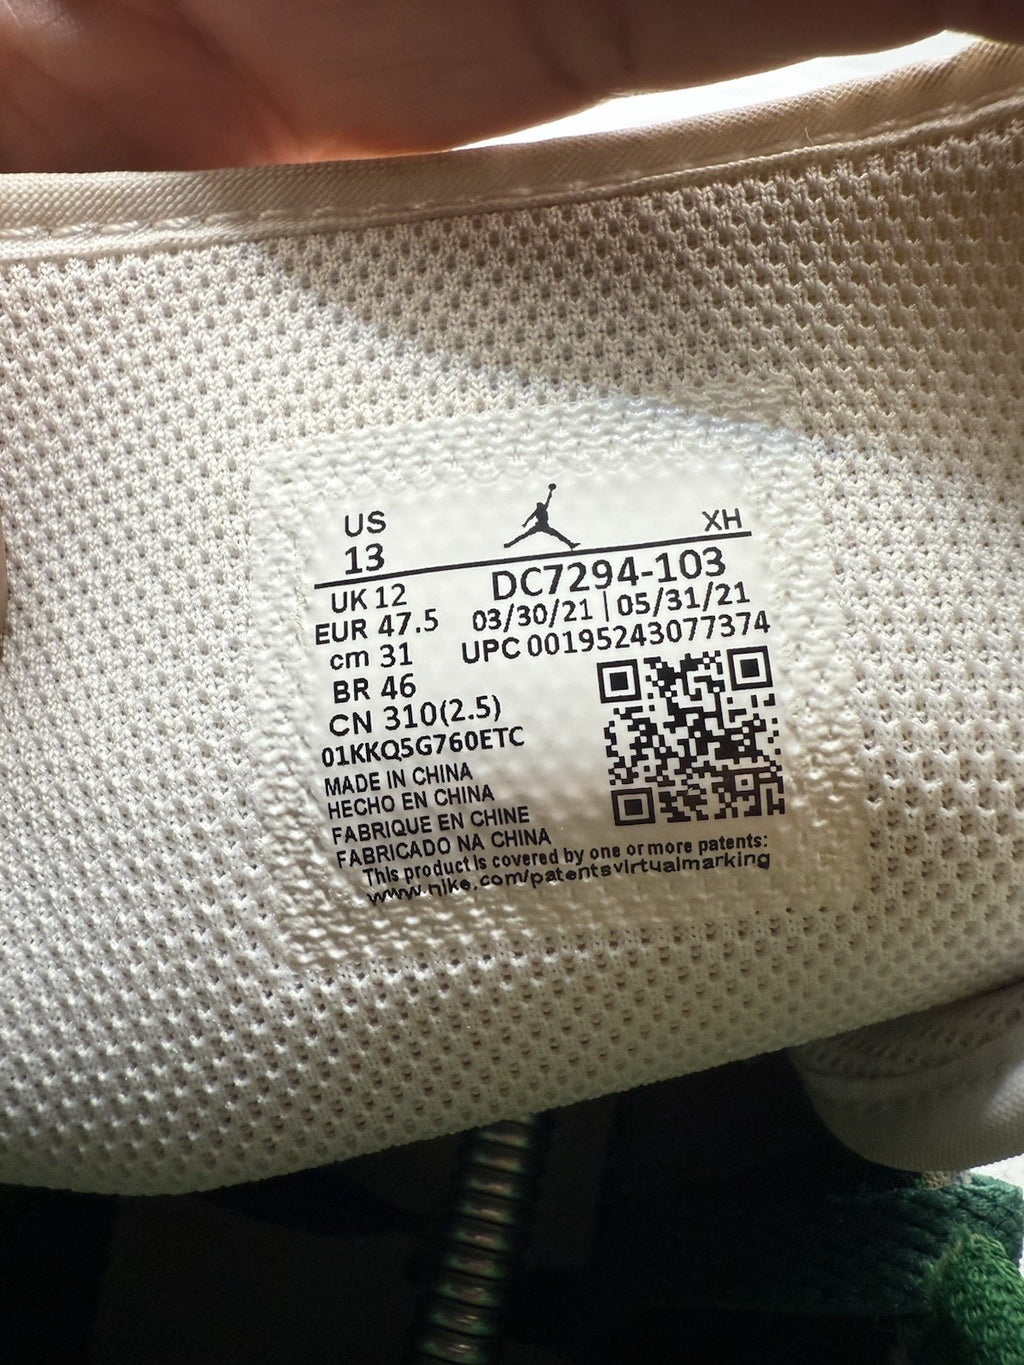 US
13
XH
UK 12
EUR 47.5
cm 31
BR 46
CN 310(2.5)
01KKQ5G760ETC
DC7294-103
03/30/21 | 05/31/21
UPC 00195243077374
MADE IN CHINA
HECHO EN CHINA
FABRIQUE EN CHINE
FABRICADO NA CHINA
This product is covered by one or more patents:
www.nike.com/patentsvirtualmarking